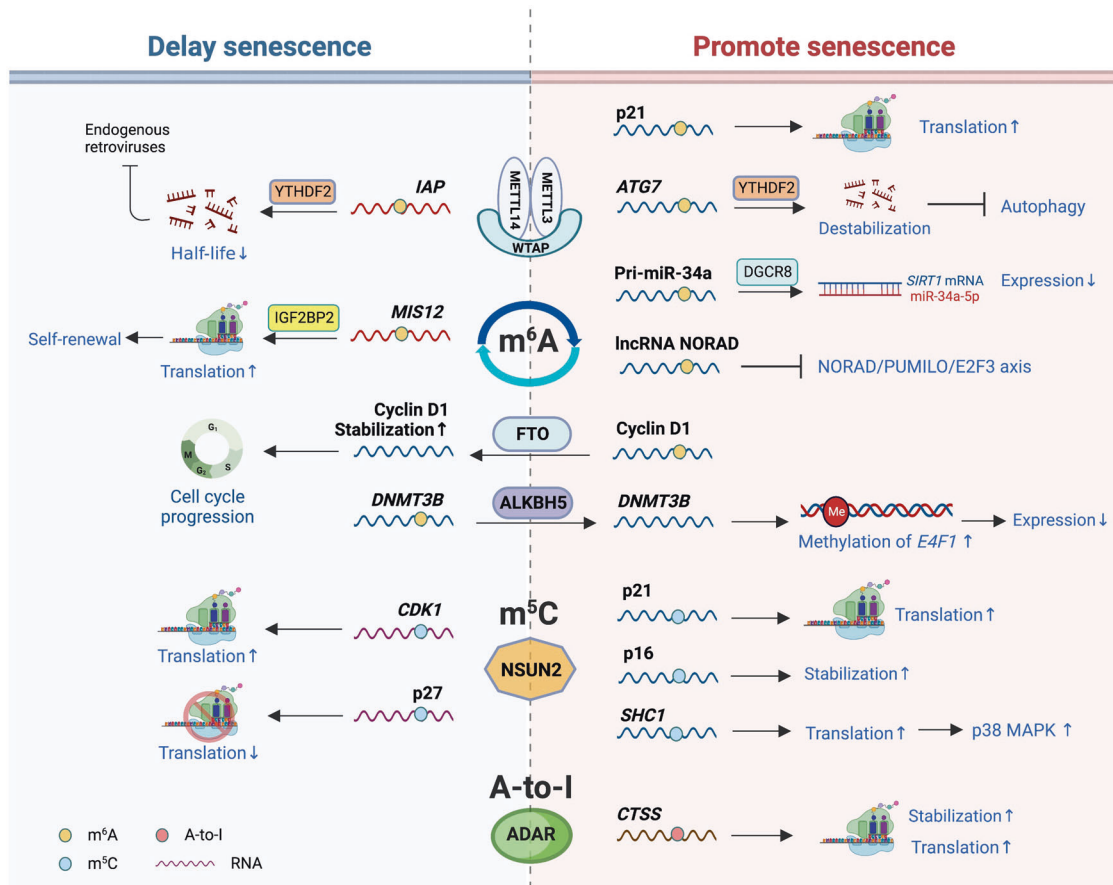 Delay senescence
Promote senescence
Endogenous
retroviruses
YTHDF2
IAP
Half-life↓
METTL14
METTL3
WTAP
p21
Translation↑
ATG7
YTHDF2
Destabilization
Autophagy
Pri-miR-34a
DGCR8
SIRT1 mRNA
miR-34a-5p
Expression↓
Self-renewal
IGF2BP2
MIS12
Translation↑
m⁶A
lncRNA NORAD
NORAD/PUMILO/E2F3 axis
G₁
S
G₂
M
Cell cycle
progression
Cyclin D1
Stabilization↑
FTO
Cyclin D1
DNMT3B
ALKBH5
DNMT3B
Me
Methylation of E4F1 ↑
Expression↓
m⁵C
NSUN2
CDK1
Translation↑
p27
Translation↓
p21
Translation↑
p16
Stabilization↑
SHC1
Translation↑
p38 MAPK ↑
A-to-I
ADAR
CTSS
Stabilization↑
Translation↑
m⁶A
A-to-I
m⁵C
RNA